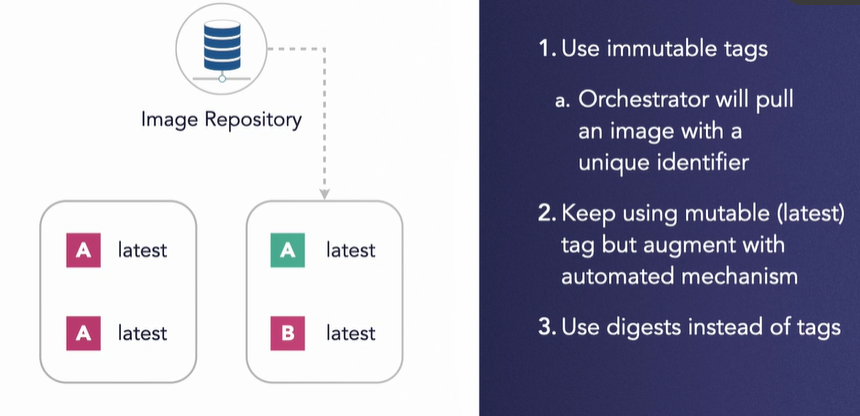 Image Repository
A latest
A latest
A latest
B latest
1. Use immutable tags
a. Orchestrator will pull
an image with a
unique identifier
2. Keep using mutable (latest)
tag but augment with
automated mechanism
3. Use digests instead of tags